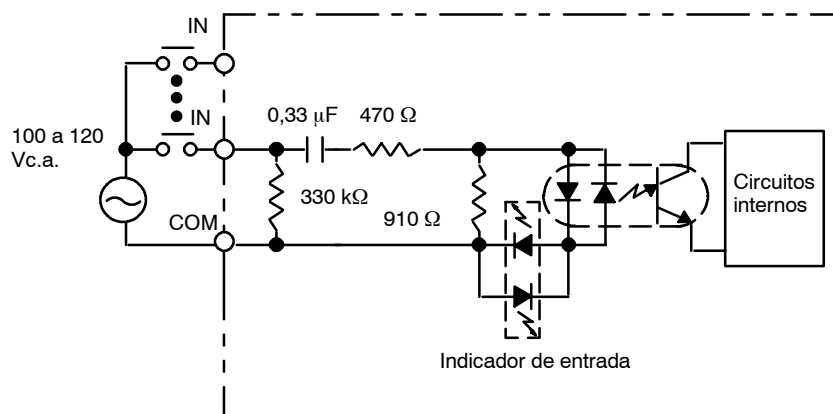 IN
IN
0,33 µF
470 Ω
100 a 120
Vc.a.
330 kΩ
910 Ω
COM
Circuitos
internos
Indicador de entrada